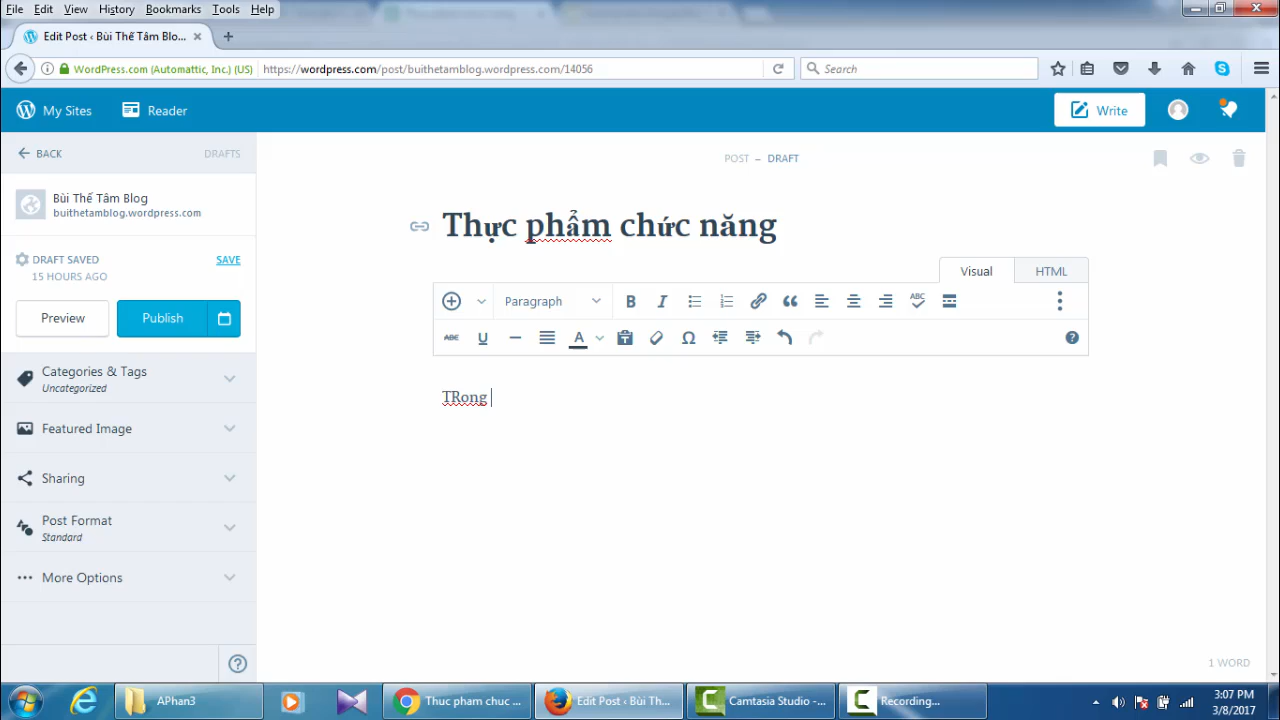 File Edit View History Bookmarks Tools Help
Edit Post ‹ Bùi Thế Tâm Blo...
WordPress.com (Automattic, Inc.) (US) https://wordpress.com/post/buithetamblog.wordpress.com/14056 Search
My Sites Reader Write
BACK DRAFTS
POST – DRAFT
Bùi Thế Tâm Blog
buithetamblog.wordpress.com
Thực phẩm chức năng
DRAFT SAVED SAVE
15 HOURS AGO
Visual HTML
Preview Publish
Paragraph B I ABC
ABC U A Ω
Categories & Tags
Uncategorized
TRong
Featured Image
Sharing
Post Format
Standard
More Options
1 WORD
APhan3 Thuc pham chuc ... Edit Post ‹ Bùi Th... Camtasia Studio -... Recording...
3:07 PM
3/8/2017